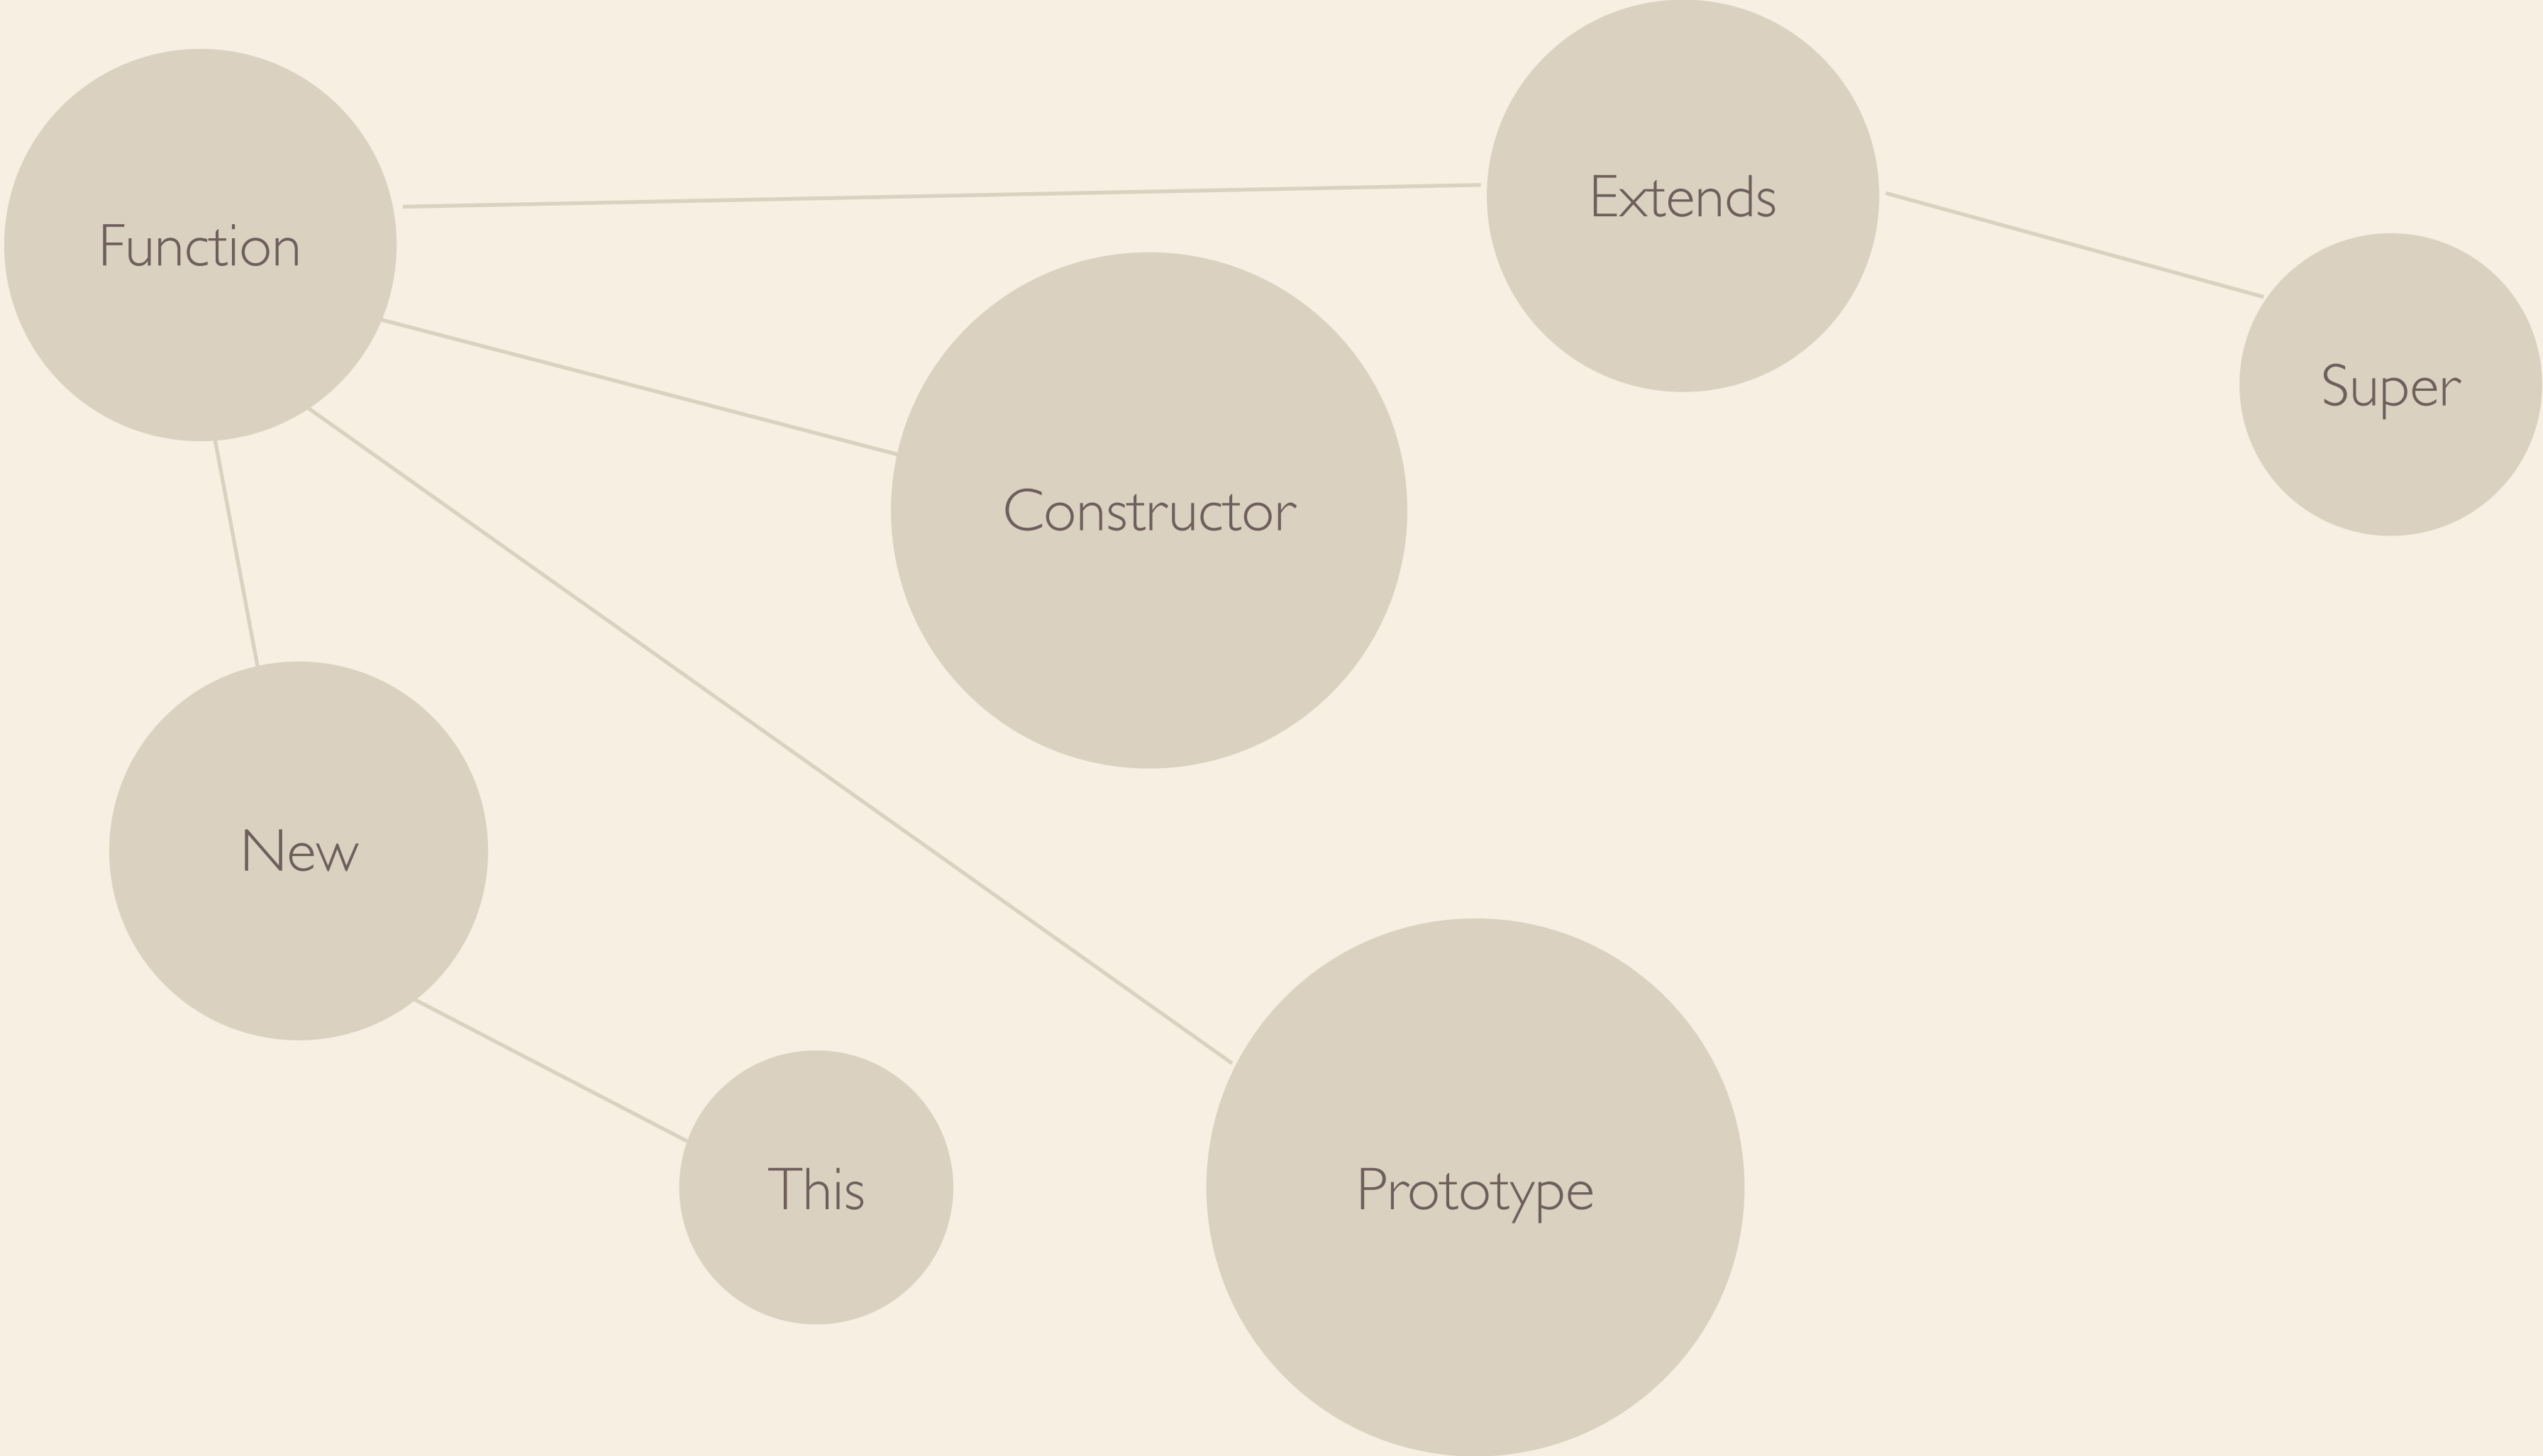 Function
Extends
Super
Constructor
New
This
Prototype